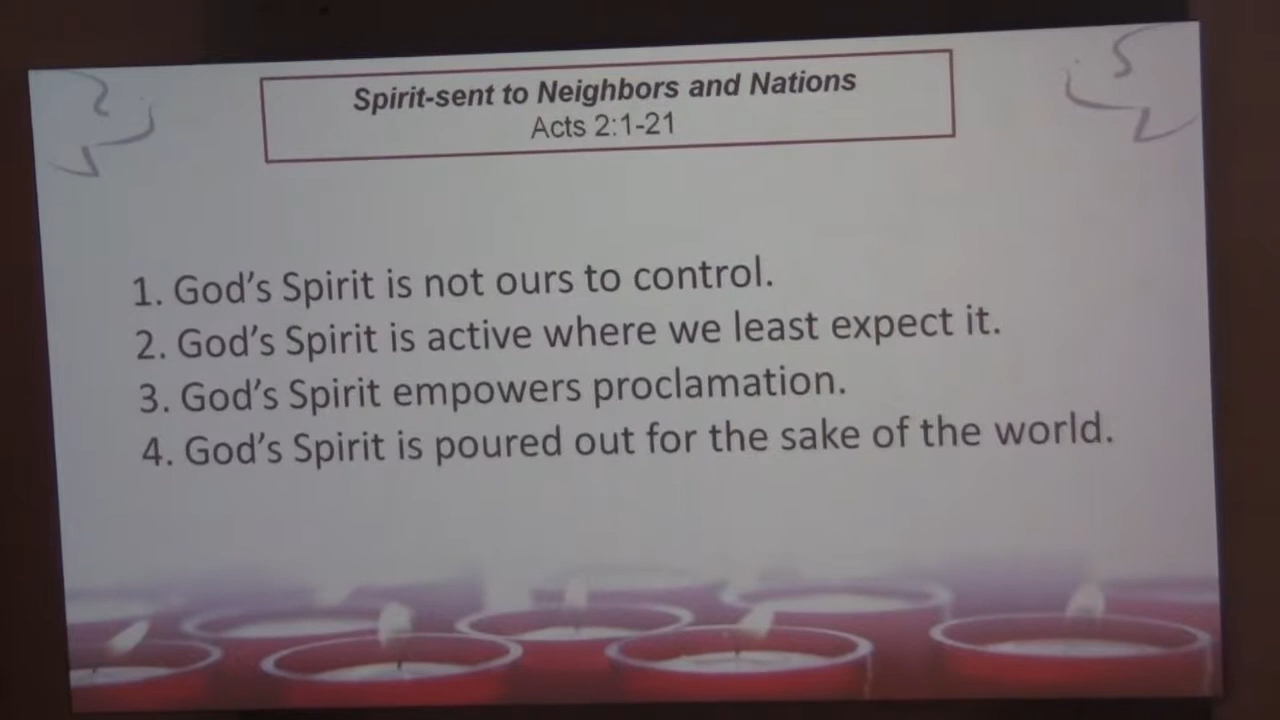 Spirit-sent to Neighbors and Nations
Acts 2:1-21
1. God's Spirit is not ours to control.
2. God's Spirit is active where we least expect it.
3. God's Spirit empowers proclamation.
4. God's Spirit is poured out for the sake of the world.